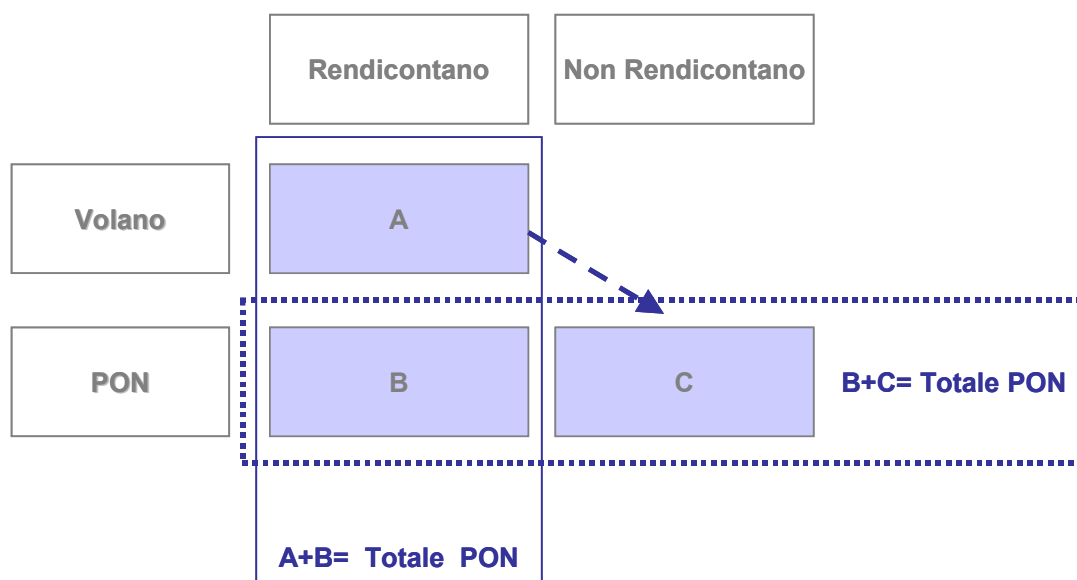 Rendicontano
Non Rendicontano
Volano
A
PON
B
C
B+C= Totale PON
A+B= Totale PON